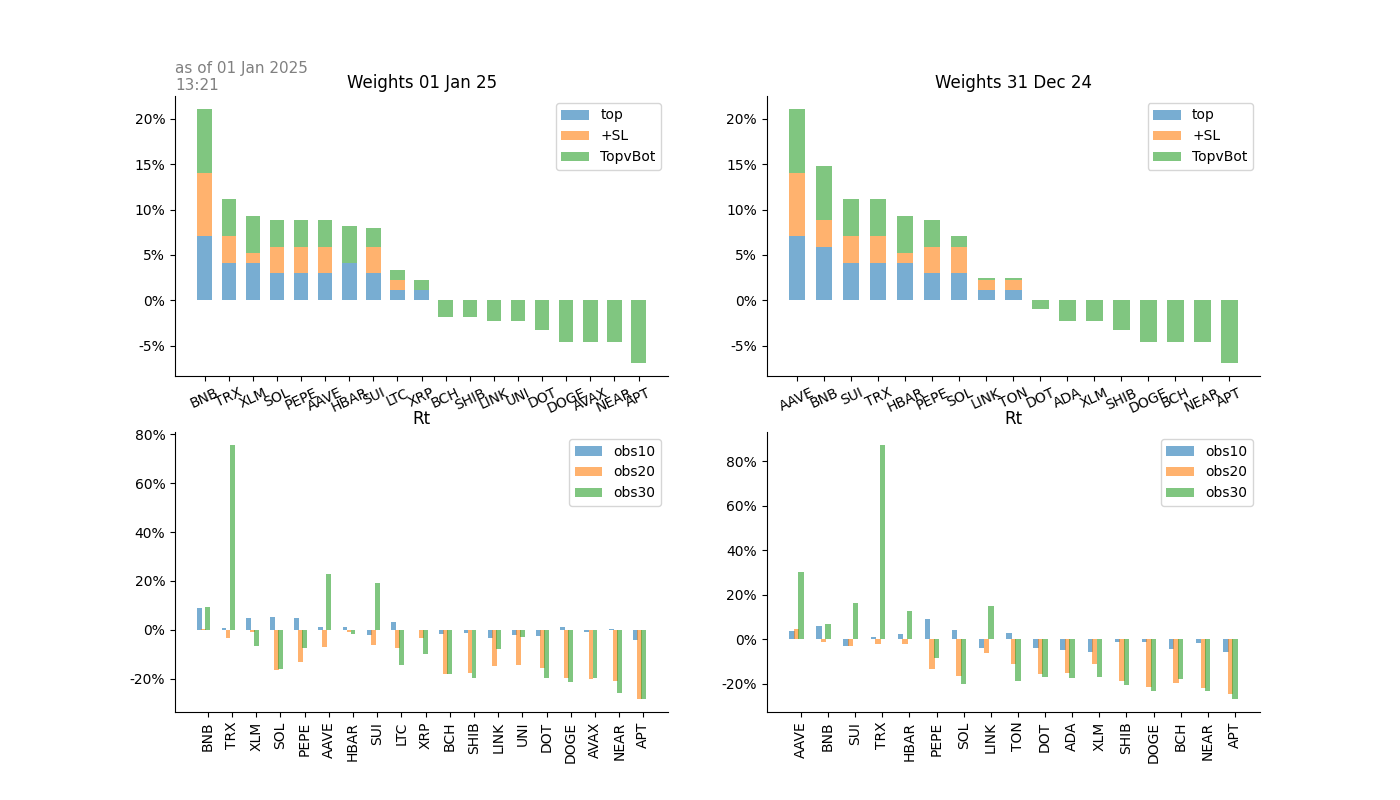 as of 01 Jan 2025
13:21
Weights 01 Jan 25
20%
15%
10%
5%
0%
-5%
top
+SL
TopvBot
BNB TRX XLM SOL PEPE AAVE HBAR SUI LTC XRP BCH SHIB LINK UNI DOT DOGE AVAX NEAR APT
Weights 31 Dec 24
20%
15%
10%
5%
0%
-5%
top
+SL
TopvBot
AAVE BNB SUI TRX HBAR PEPE SOL LINK TON DOT ADA XLM SHIB DOGE BCH NEAR APT
Rt
80%
60%
40%
20%
0%
-20%
obs10
obs20
obs30
BNB TRX XLM SOL PEPE AAVE HBAR SUI LTC XRP BCH SHIB LINK UNI DOT DOGE AVAX NEAR APT
Rt
80%
60%
40%
20%
0%
-20%
obs10
obs20
obs30
AAVE BNB SUI TRX HBAR PEPE SOL LINK TON DOT ADA XLM SHIB DOGE BCH NEAR APT